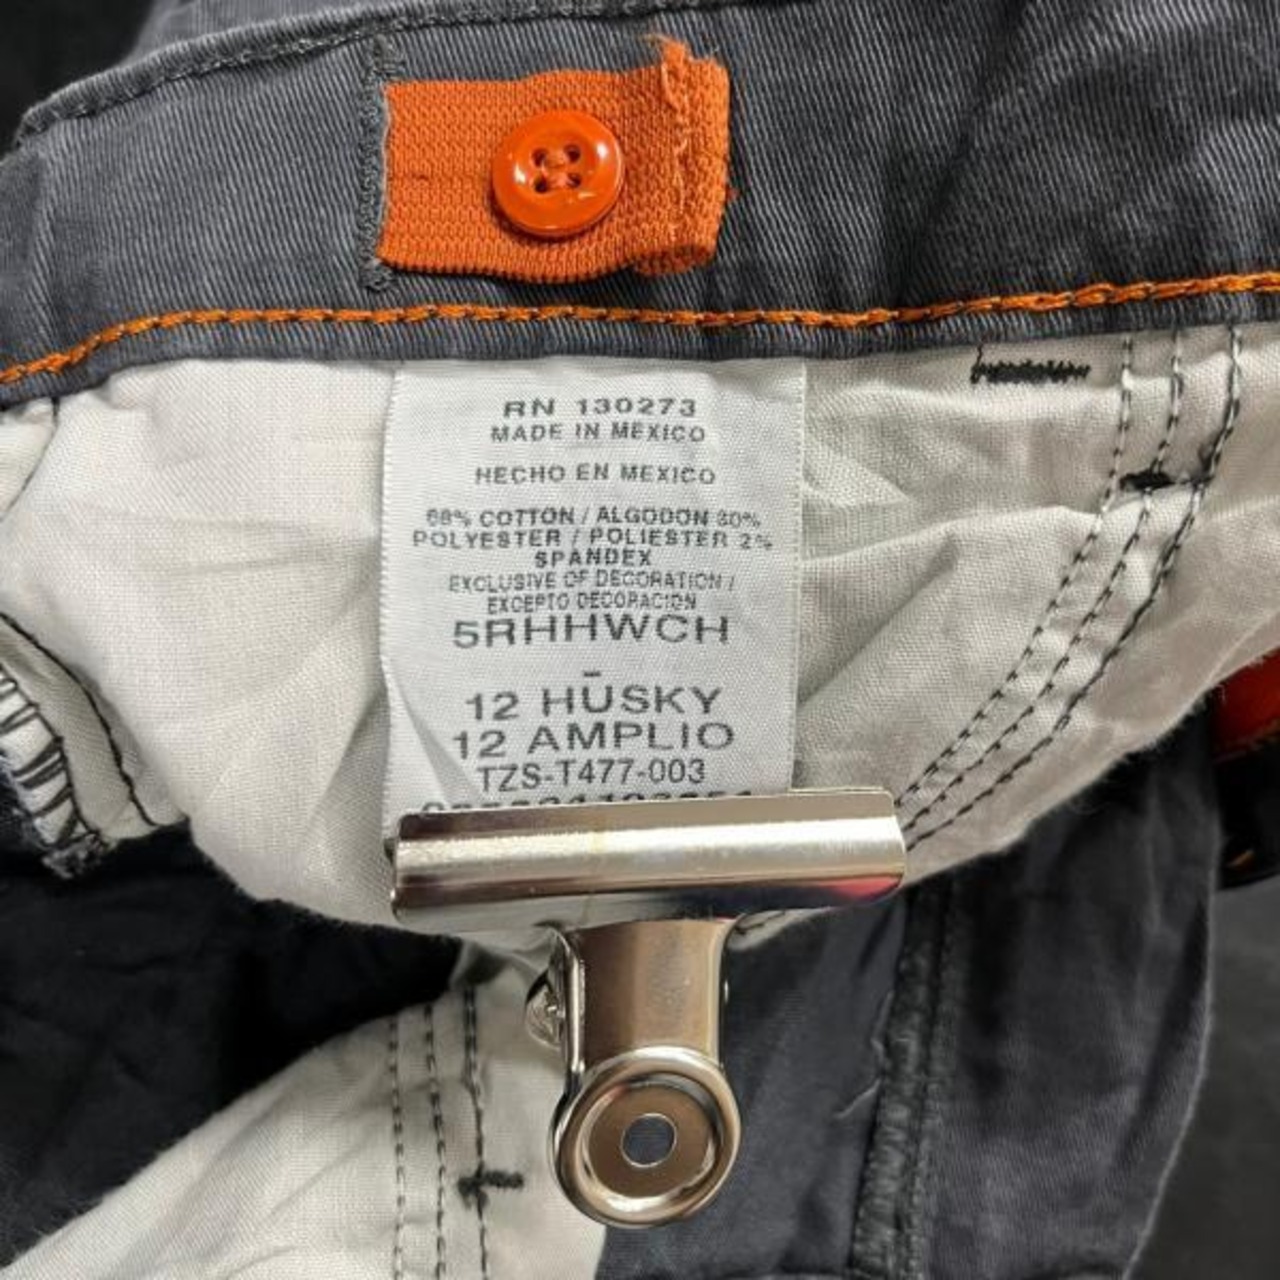 RN 130273
MADE IN MEXICO
HECHO EN MEXICO
68% COTTON / ALGODON 30%
POLYESTER / POLIESTER 2%
SPANDEX
EXCLUSIVE OF DECORATION /
EXCEPTO DECORACION
5RHHWCH
12 HŪSKY
12 AMPLIO
TZS-T477-003